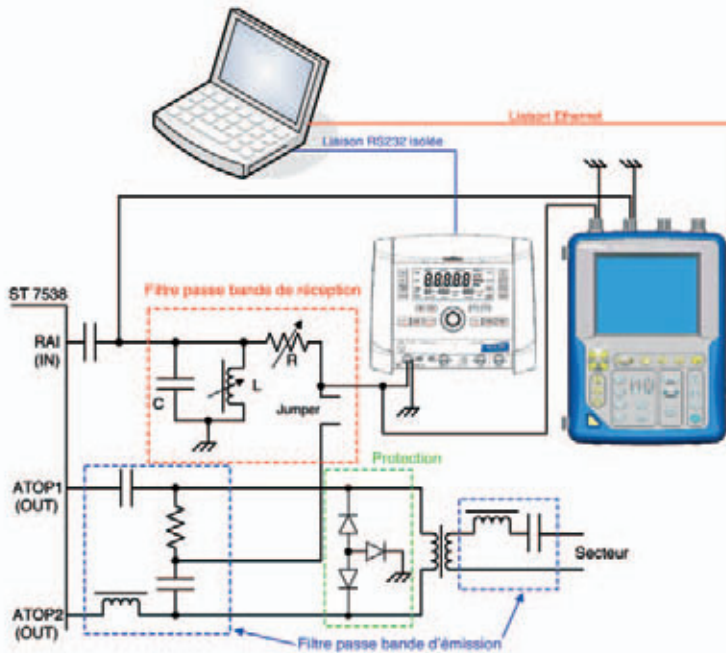 Liaison Ethernet
Liaison RS232 isolée
ST 7538
Filtre passe bande de réception
RAI
(IN)
R
C
L
Jumper
ATOP1
(OUT)
Protection
Secteur
ATOP2
(OUT)
Filtre passe bande d'émission